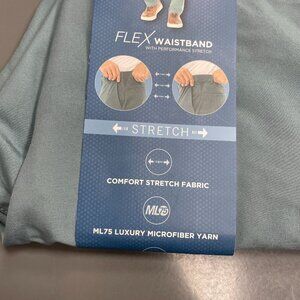 FLEX WAISTBAND
WITH PERFORMANCE STRETCH
STRETCH
COMFORT STRETCH FABRIC
ML75
ML75 LUXURY MICROFIBER YARN